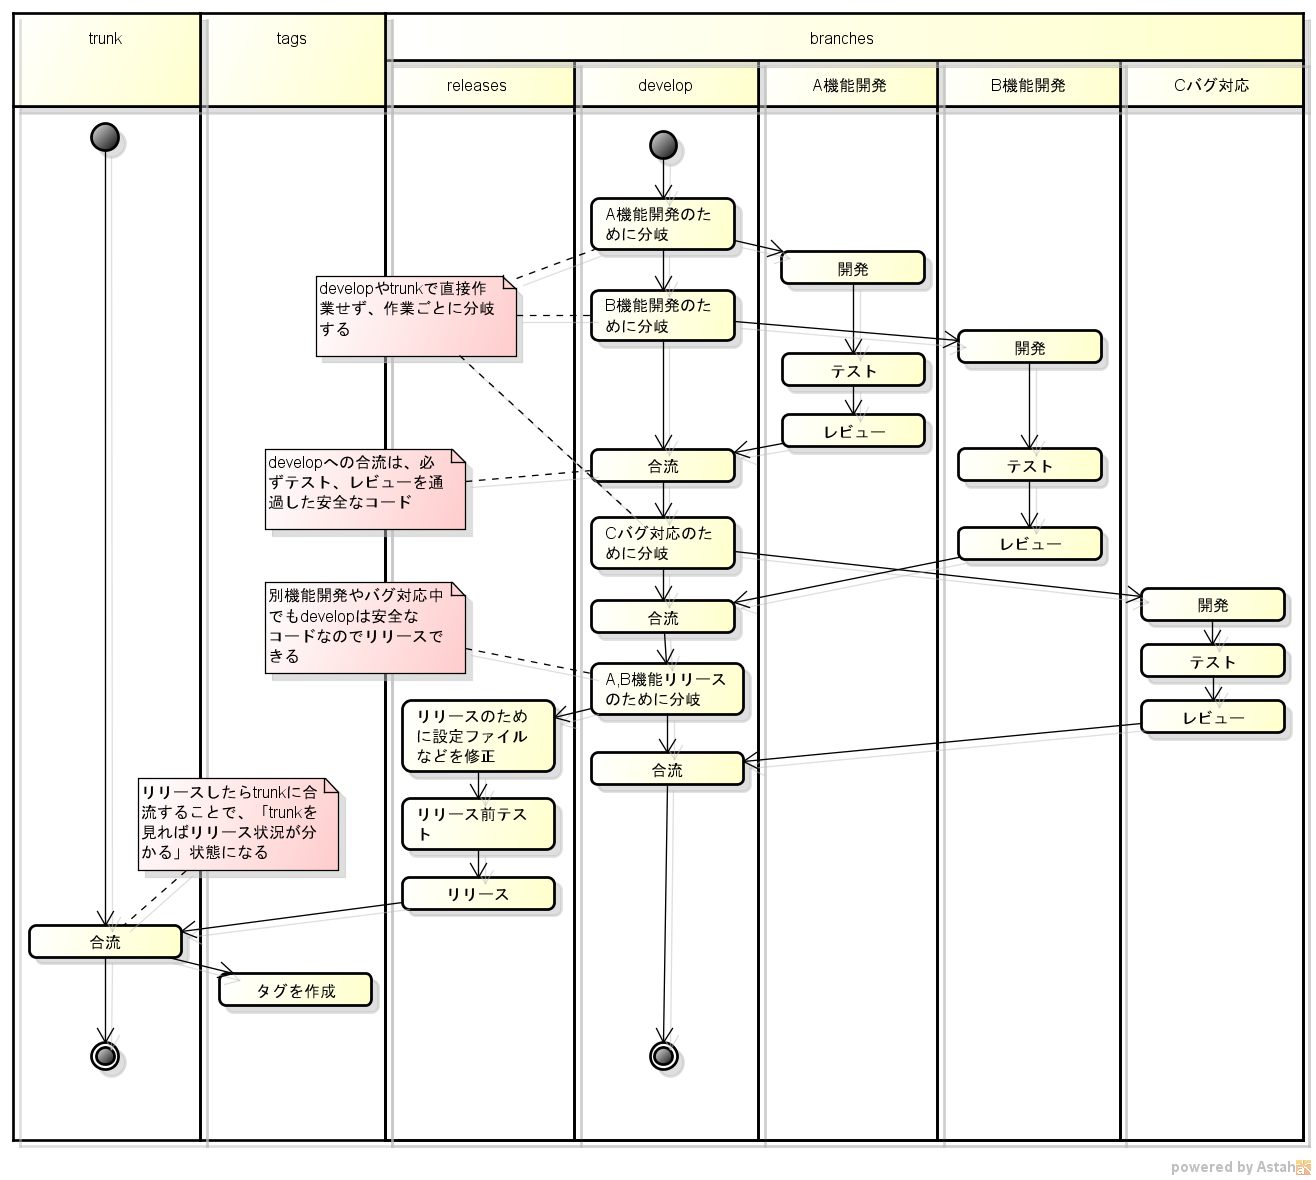 trunk
tags
branches
releases
develop
A機能開発
B機能開発
Cバグ対応
A機能開発のた
めに分岐
開発
developやtrunkで直接作
業せず、作業ごとに分岐
する
B機能開発のた
めに分岐
開発
テスト
レビュー
developへの合流は、必
ずテスト、レビューを通
過した安全なコード
合流
テスト
Cバグ対応のた
めに分岐
レビュー
別機能開発やバグ対応中
でもdevelopは安全な
コードなのでリリースで
きる
合流
開発
テスト
A,B機能リリース
のために分岐
レビュー
リリースのため
に設定ファイル
などを修正
合流
リリースしたらtrunkに合
流することで、「trunkを
見ればリリース状況が分
かる」状態になる
リリース前テス
ト
リリース
合流
タグを作成
powered by Astah